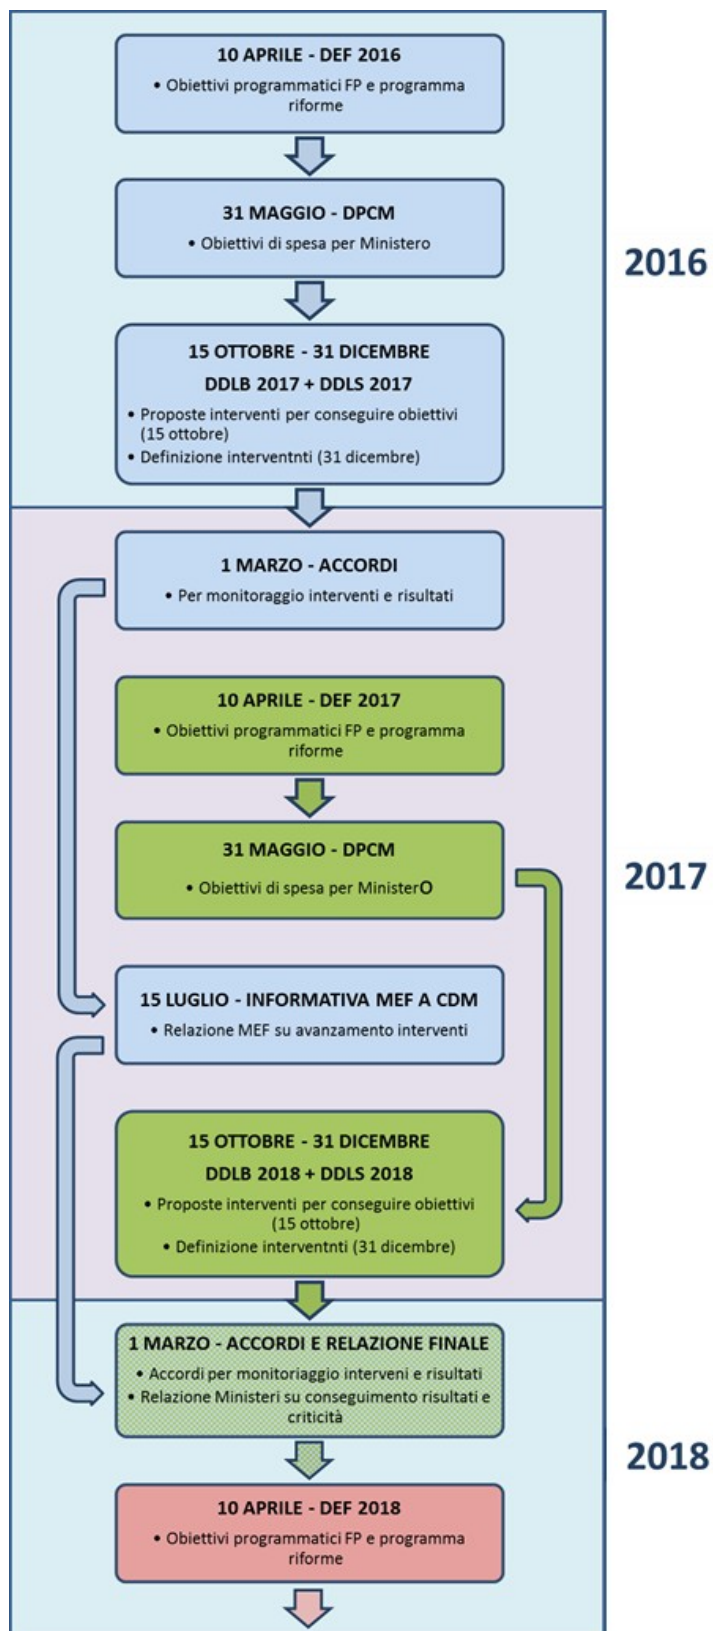 10 APRILE - DEF 2016
• Obiettivi programmatici FP e programma
riforme
31 MAGGIO - DPCM
• Obiettivi di spesa per Ministero
2016
15 OTTOBRE - 31 DICEMBRE
DDLB 2017 + DDLS 2017
• Proposte interventi per conseguire obiettivi
(15 ottobre)
• Definizione interventnti (31 dicembre)
1 MARZO - ACCORDI
• Per monitoraggio interventi e risultati
10 APRILE - DEF 2017
• Obiettivi programmatici FP e programma
riforme
31 MAGGIO - DPCM
• Obiettivi di spesa per MinisterO
2017
15 LUGLIO - INFORMATIVA MEF A CDM
• Relazione MEF su avanzamento interventi
15 OTTOBRE - 31 DICEMBRE
DDLB 2018 + DDLS 2018
• Proposte interventi per conseguire obiettivi
(15 ottobre)
• Definizione interventnti (31 dicembre)
1 MARZO - ACCORDI E RELAZIONE FINALE
• Accordi per monitoriaggio interveni e risultati
• Relazione Ministeri su conseguimento risultati e
criticità
2018
10 APRILE - DEF 2018
• Obiettivi programmatici FP e programma
riforme